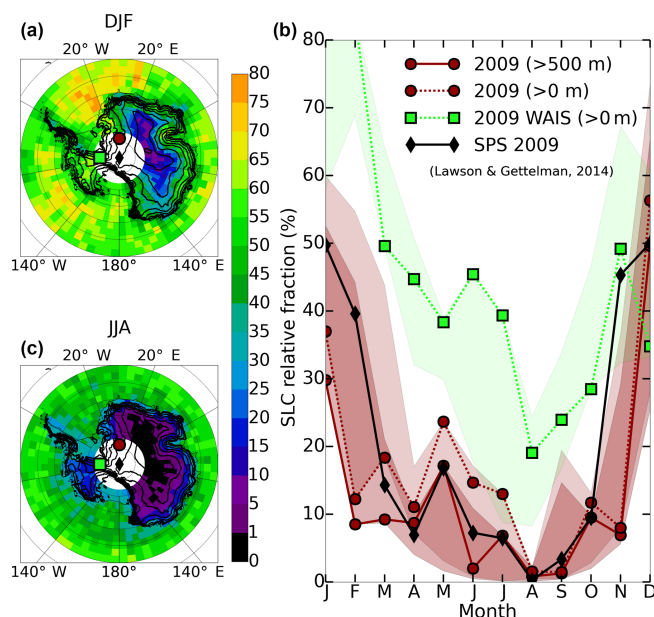 (a)
DJF
20° W 20° E
140° W 180° 140° E
(c)
JJA
20° W 20° E
140° W 180° 140° E
80
75
70
65
60
55
50
45
40
35
30
25
20
15
10
5
1
0
(b)
80
70
60
50
40
30
20
10
0
SLC relative fraction (%)
2009 (>500 m)
2009 (>0 m)
2009 WAIS (>0 m)
SPS 2009
(Lawson & Gettelman, 2014)
J F M A M J J A S O N D
Month